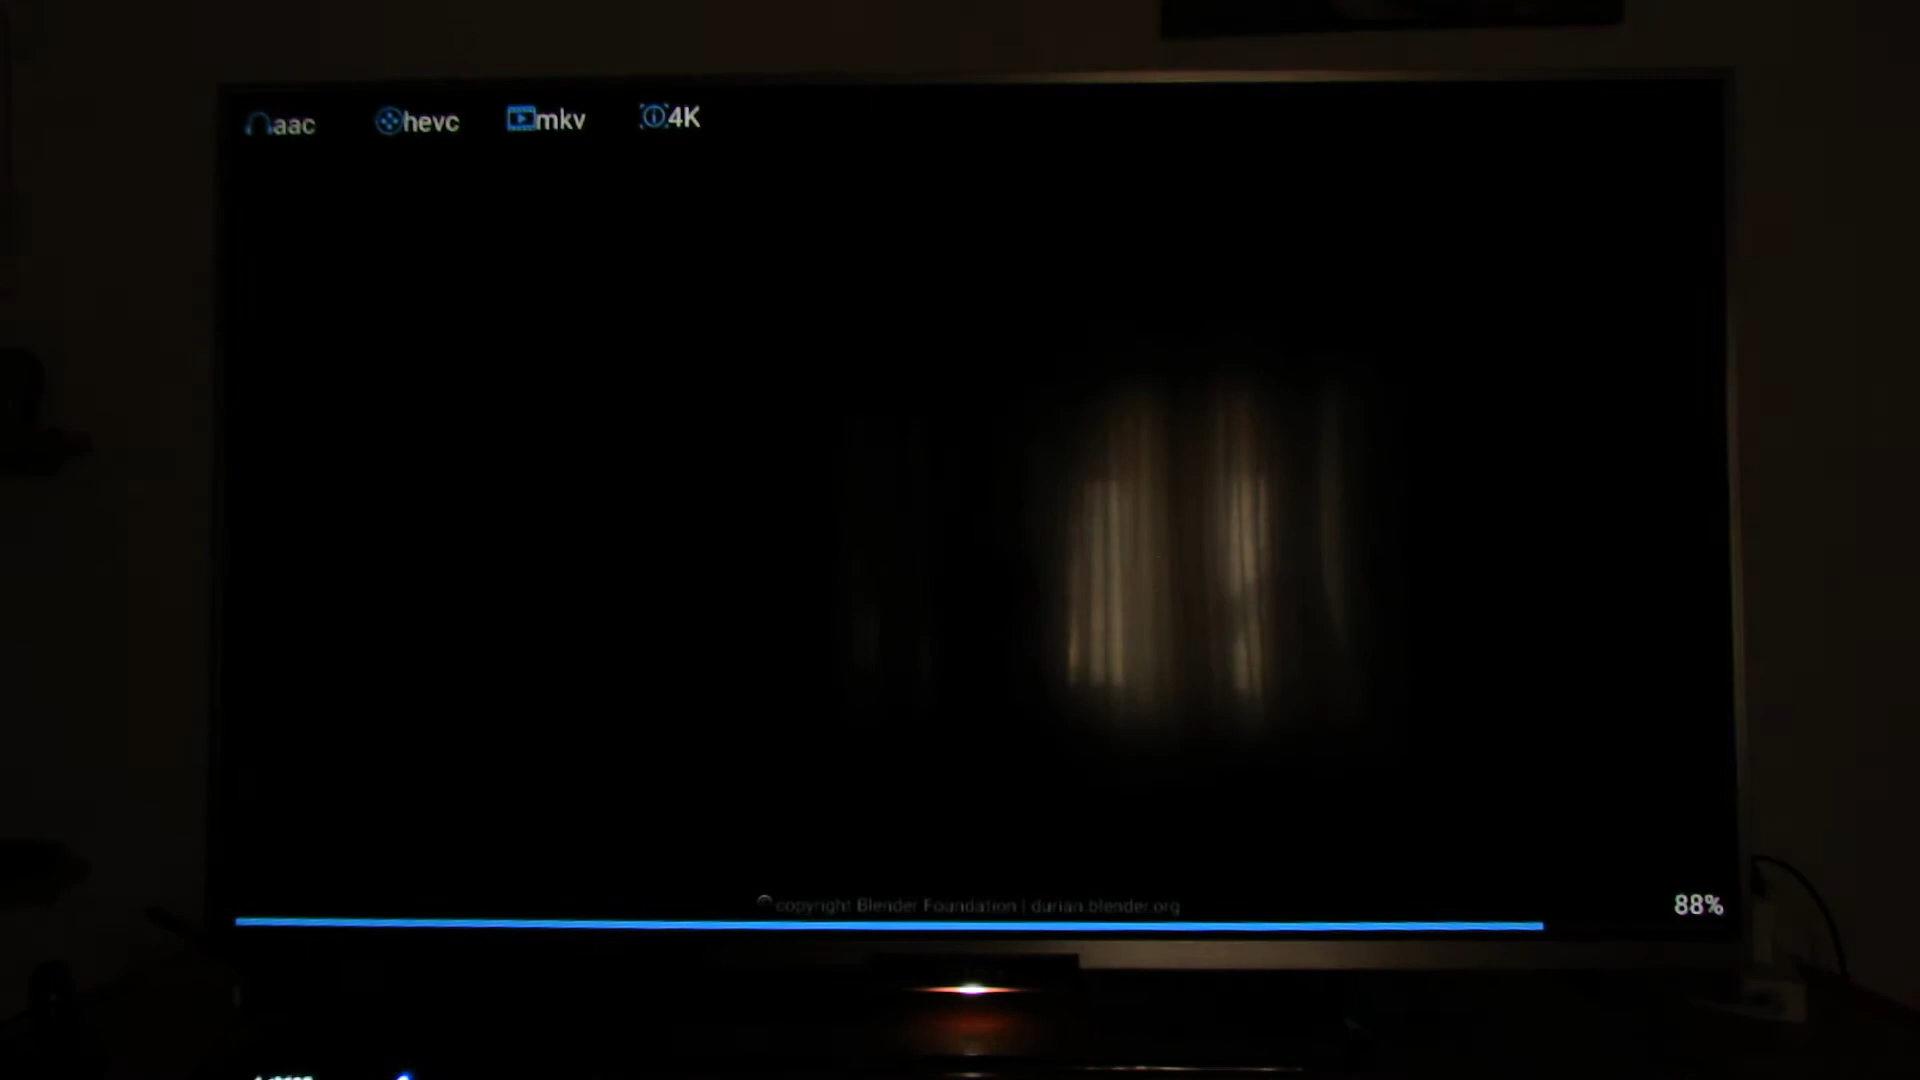 aac hevc mkv 4K
copyright Blender Foundation | durian.blender.org
88%